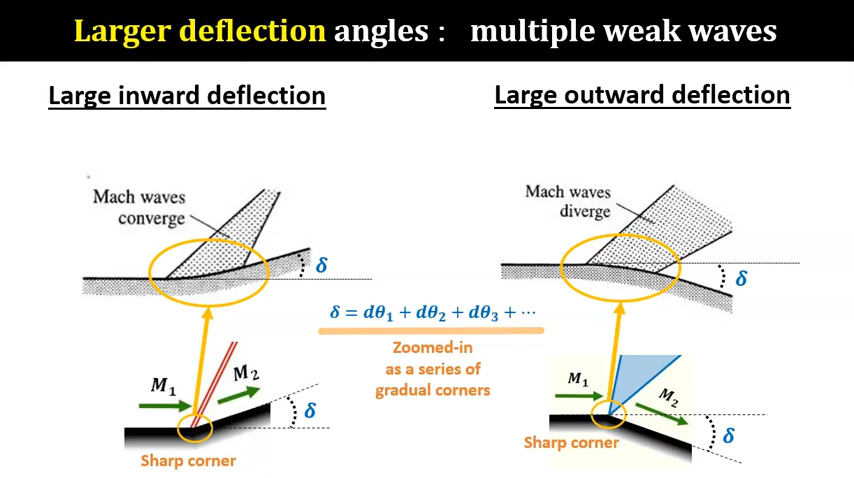 Larger deflection angles : multiple weak waves
Large inward deflection
Large outward deflection
Mach waves
converge
δ
Mach waves
diverge
δ
δ = dθ₁ + dθ₂ + dθ₃ + ⋯
Zoomed-in
as a series of
gradual corners
M₁
M₂
δ
Sharp corner
M₁
M₂
δ
Sharp corner